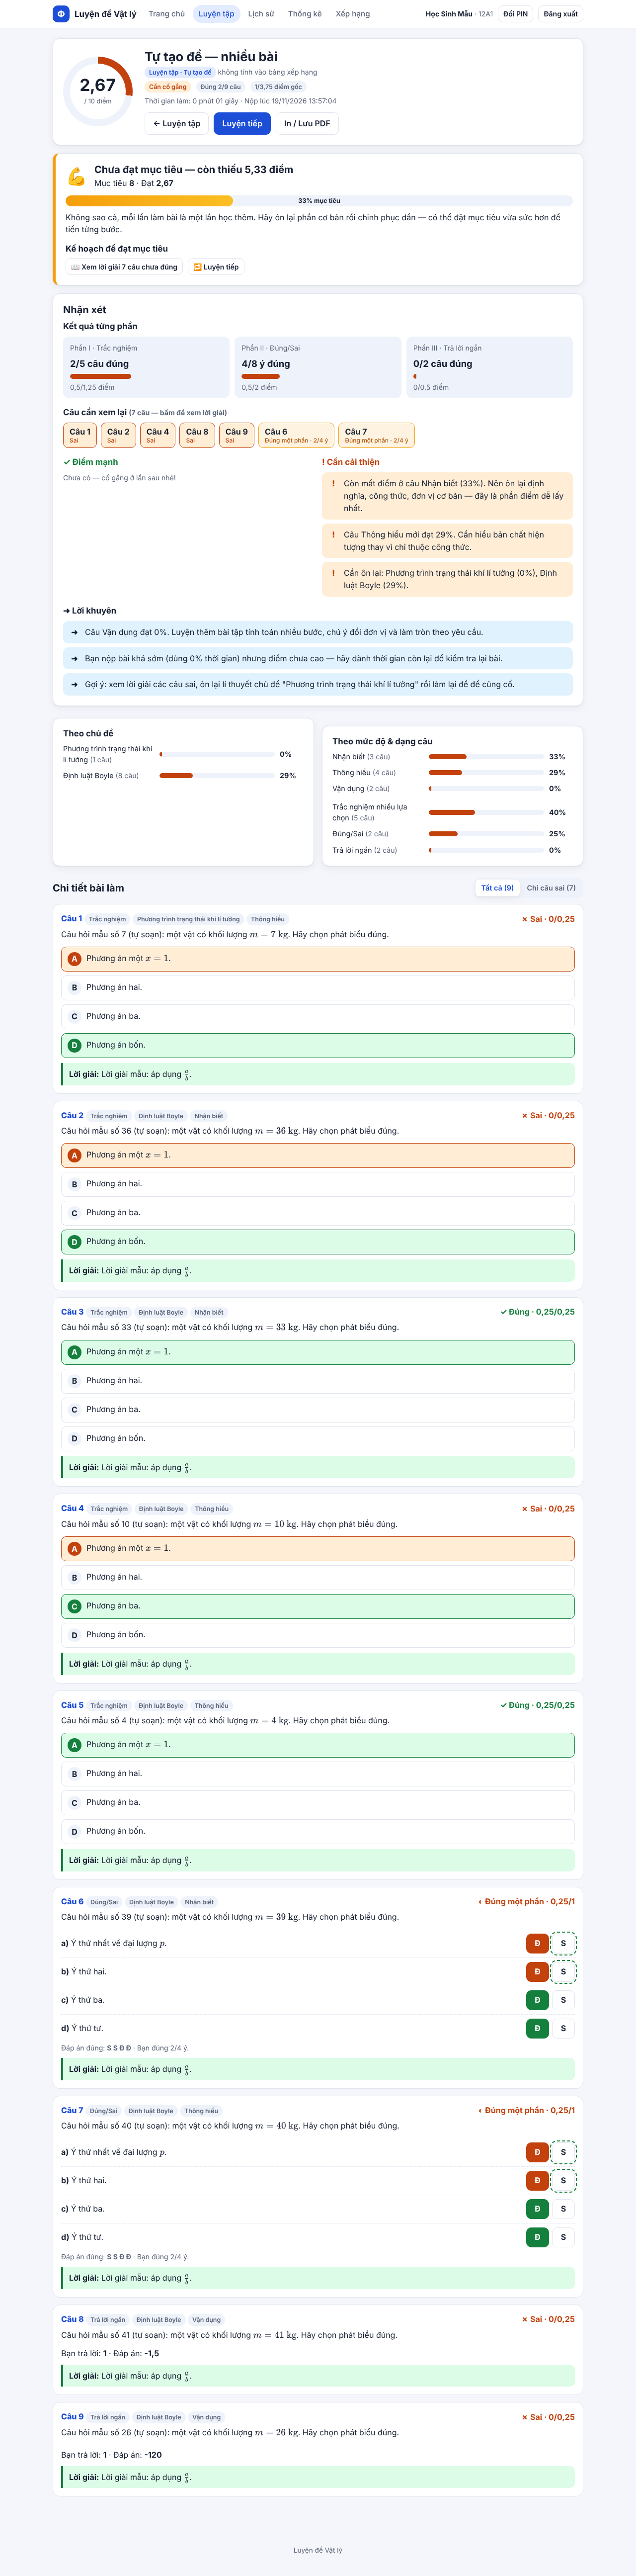 Φ Luyện đề Vật lý Trang chủ Luyện tập Lịch sử Thống kê Xếp hạng Học Sinh Mẫu · 12A1 Đổi PIN Đăng xuất
2,67
/ 10 điểm
Tự tạo đề — nhiều bài
Luyện tập · Tự tạo đề không tính vào bảng xếp hạng
Cần cố gắng Đúng 2/9 câu 1/3,75 điểm gốc
Thời gian làm: 0 phút 01 giây · Nộp lúc 19/11/2026 13:57:04
← Luyện tập Luyện tiếp In / Lưu PDF
💪 Chưa đạt mục tiêu — còn thiếu 5,33 điểm
Mục tiêu 8 · Đạt 2,67
33% mục tiêu
Không sao cả, mỗi lần làm bài là một lần học thêm. Hãy ôn lại phần cơ bản rồi chinh phục dần — có thể đặt mục tiêu vừa sức hơn để
tiến từng bước.
Kế hoạch để đạt mục tiêu
📖 Xem lời giải 7 câu chưa đúng 🔁 Luyện tiếp
Nhận xét
Kết quả từng phần
Phần I · Trắc nghiệm
2/5 câu đúng
0,5/1,25 điểm
Phần II · Đúng/Sai
4/8 ý đúng
0,5/2 điểm
Phần III · Trả lời ngắn
0/2 câu đúng
0/0,5 điểm
Câu cần xem lại (7 câu — bấm để xem lời giải)
Câu 1 Câu 2 Câu 4 Câu 8 Câu 9 Câu 6 Câu 7
Sai Sai Sai Sai Sai Đúng một phần · 2/4 ý Đúng một phần · 2/4 ý
✓ Điểm mạnh
Chưa có — cố gắng ở lần sau nhé!
! Cần cải thiện
! Còn mất điểm ở câu Nhận biết (33%). Nên ôn lại định
nghĩa, công thức, đơn vị cơ bản — đây là phần điểm dễ lấy
nhất.
! Câu Thông hiểu mới đạt 29%. Cần hiểu bản chất hiện
tượng thay vì chỉ thuộc công thức.
! Cần ôn lại: Phương trình trạng thái khí lí tưởng (0%), Định
luật Boyle (29%).
➜ Lời khuyên
➜ Câu Vận dụng đạt 0%. Luyện thêm bài tập tính toán nhiều bước, chú ý đổi đơn vị và làm tròn theo yêu cầu.
➜ Bạn nộp bài khá sớm (dùng 0% thời gian) nhưng điểm chưa cao — hãy dành thời gian còn lại để kiểm tra lại bài.
➜ Gợi ý: xem lời giải các câu sai, ôn lại lí thuyết chủ đề "Phương trình trạng thái khí lí tưởng" rồi làm lại đề để củng cố.
Theo chủ đề
Phương trình trạng thái khí
lí tưởng (1 câu) 0%
Định luật Boyle (8 câu) 29%
Theo mức độ & dạng câu
Nhận biết (3 câu) 33%
Thông hiểu (4 câu) 29%
Vận dụng (2 câu) 0%
Trắc nghiệm nhiều lựa
chọn (5 câu) 40%
Đúng/Sai (2 câu) 25%
Trả lời ngắn (2 câu) 0%
Chi tiết bài làm Tất cả (9) Chỉ câu sai (7)
Câu 1 Trắc nghiệm Phương trình trạng thái khí lí tưởng Thông hiểu × Sai · 0/0,25
Câu hỏi mẫu số 7 (tự soạn): một vật có khối lượng m = 7 kg. Hãy chọn phát biểu đúng.
A Phương án một x = 1.
B Phương án hai.
C Phương án ba.
D Phương án bốn.
Lời giải: Lời giải mẫu: áp dụng a/b.
Câu 2 Trắc nghiệm Định luật Boyle Nhận biết × Sai · 0/0,25
Câu hỏi mẫu số 36 (tự soạn): một vật có khối lượng m = 36 kg. Hãy chọn phát biểu đúng.
A Phương án một x = 1.
B Phương án hai.
C Phương án ba.
D Phương án bốn.
Lời giải: Lời giải mẫu: áp dụng a/b.
Câu 3 Trắc nghiệm Định luật Boyle Nhận biết ✓ Đúng · 0,25/0,25
Câu hỏi mẫu số 33 (tự soạn): một vật có khối lượng m = 33 kg. Hãy chọn phát biểu đúng.
A Phương án một x = 1.
B Phương án hai.
C Phương án ba.
D Phương án bốn.
Lời giải: Lời giải mẫu: áp dụng a/b.
Câu 4 Trắc nghiệm Định luật Boyle Thông hiểu × Sai · 0/0,25
Câu hỏi mẫu số 10 (tự soạn): một vật có khối lượng m = 10 kg. Hãy chọn phát biểu đúng.
A Phương án một x = 1.
B Phương án hai.
C Phương án ba.
D Phương án bốn.
Lời giải: Lời giải mẫu: áp dụng a/b.
Câu 5 Trắc nghiệm Định luật Boyle Thông hiểu ✓ Đúng · 0,25/0,25
Câu hỏi mẫu số 4 (tự soạn): một vật có khối lượng m = 4 kg. Hãy chọn phát biểu đúng.
A Phương án một x = 1.
B Phương án hai.
C Phương án ba.
D Phương án bốn.
Lời giải: Lời giải mẫu: áp dụng a/b.
Câu 6 Đúng/Sai Định luật Boyle Nhận biết Đúng một phần · 0,25/1
Câu hỏi mẫu số 39 (tự soạn): một vật có khối lượng m = 39 kg. Hãy chọn phát biểu đúng.
a) Ý thứ nhất về đại lượng p. Đ S
b) Ý thứ hai. Đ S
c) Ý thứ ba. Đ S
d) Ý thứ tư. Đ S
Đáp án đúng: S S Đ Đ · Bạn đúng 2/4 ý.
Lời giải: Lời giải mẫu: áp dụng a/b.
Câu 7 Đúng/Sai Định luật Boyle Thông hiểu Đúng một phần · 0,25/1
Câu hỏi mẫu số 40 (tự soạn): một vật có khối lượng m = 40 kg. Hãy chọn phát biểu đúng.
a) Ý thứ nhất về đại lượng p. Đ S
b) Ý thứ hai. Đ S
c) Ý thứ ba. Đ S
d) Ý thứ tư. Đ S
Đáp án đúng: S S Đ Đ · Bạn đúng 2/4 ý.
Lời giải: Lời giải mẫu: áp dụng a/b.
Câu 8 Trả lời ngắn Định luật Boyle Vận dụng × Sai · 0/0,25
Câu hỏi mẫu số 41 (tự soạn): một vật có khối lượng m = 41 kg. Hãy chọn phát biểu đúng.
Bạn trả lời: 1 · Đáp án: -1,5
Lời giải: Lời giải mẫu: áp dụng a/b.
Câu 9 Trả lời ngắn Định luật Boyle Vận dụng × Sai · 0/0,25
Câu hỏi mẫu số 26 (tự soạn): một vật có khối lượng m = 26 kg. Hãy chọn phát biểu đúng.
Bạn trả lời: 1 · Đáp án: -120
Lời giải: Lời giải mẫu: áp dụng a/b.
Luyện đề Vật lý